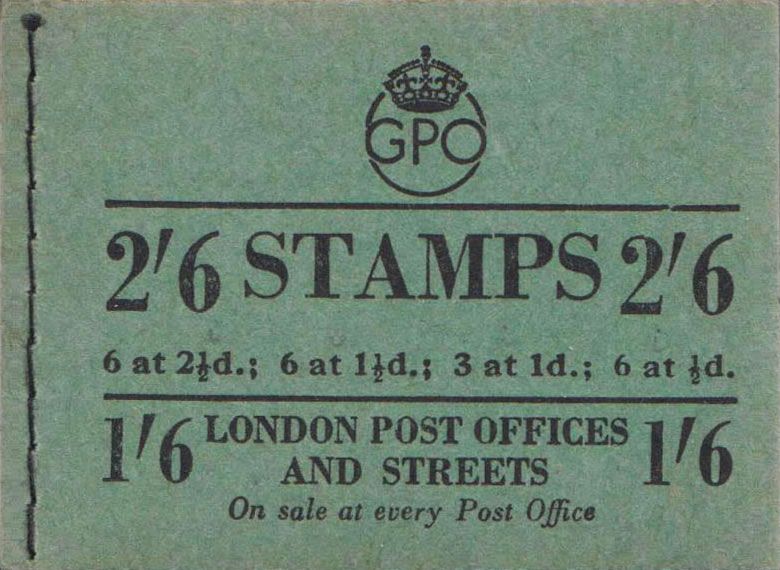 GPO
2'6 STAMPS 2'6
6 at 2½d.; 6 at 1½d.; 3 at 1d.; 6 at ½d.
1'6 LONDON POST OFFICES 1'6
AND STREETS
On sale at every Post Office